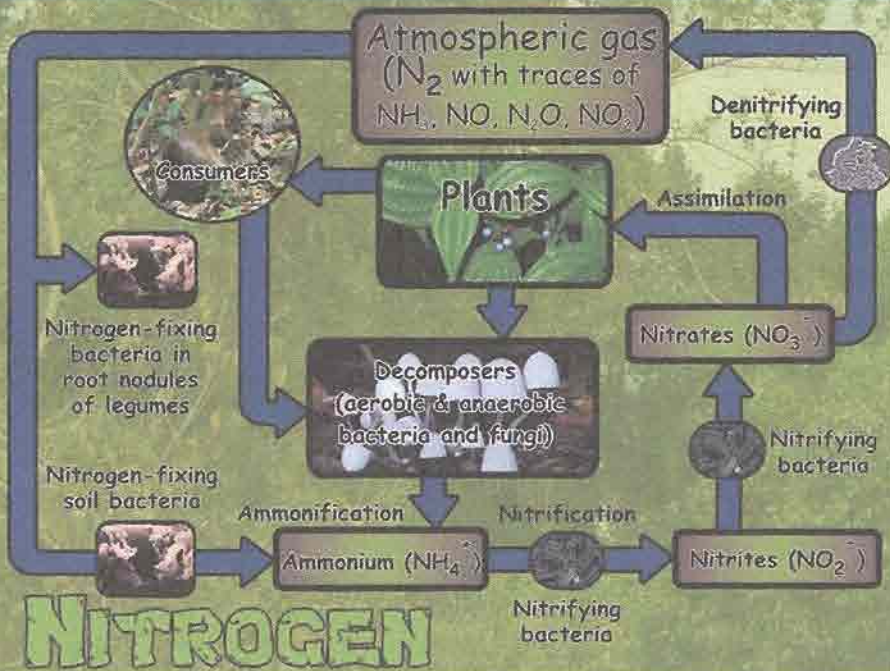 Atmospheric gas
(N₂ with traces of
NH₃, NO, N₂O, NO₂)
Denitrifying
bacteria
Consumers
Plants
Assimilation
Nitrogen-fixing
bacteria in
root nodules
of legumes
Nitrates (NO₃⁻)
Decomposers
(aerobic & anaerobic
bacteria and fungi)
Nitrifying
bacteria
Nitrogen-fixing
soil bacteria
Ammonification
Nitrification
Ammonium (NH₄⁺)
Nitrites (NO₂⁻)
Nitrifying
bacteria
NITROGEN